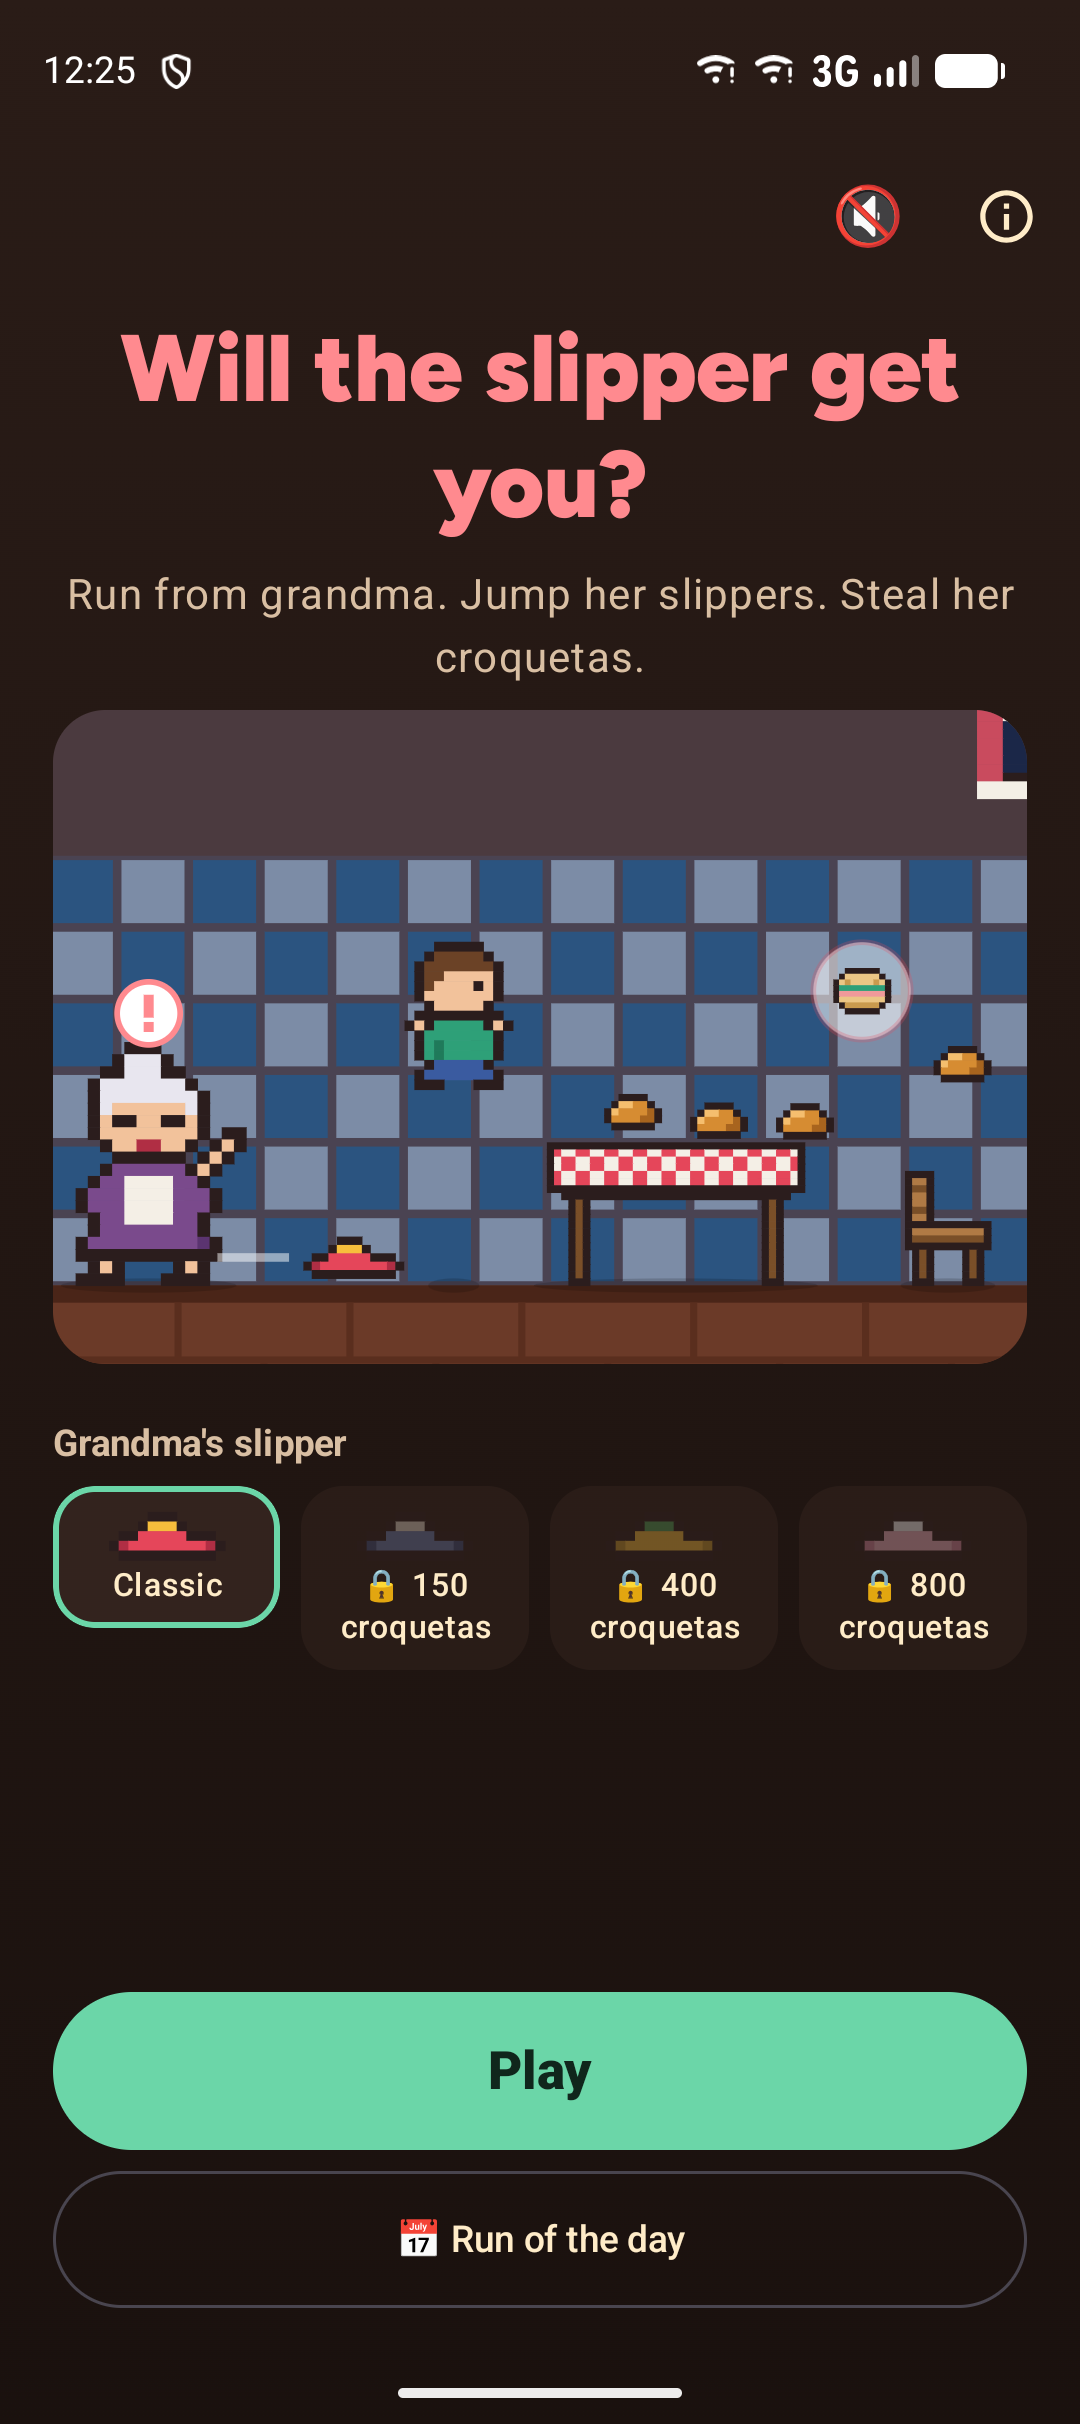 12:25
3G
Will the slipper get
you?
Run from grandma. Jump her slippers. Steal her
croquetas.
!
Grandma's slipper
Classic
🔒 150
croquetas
🔒 400
croquetas
🔒 800
croquetas
Play
📅 Run of the day